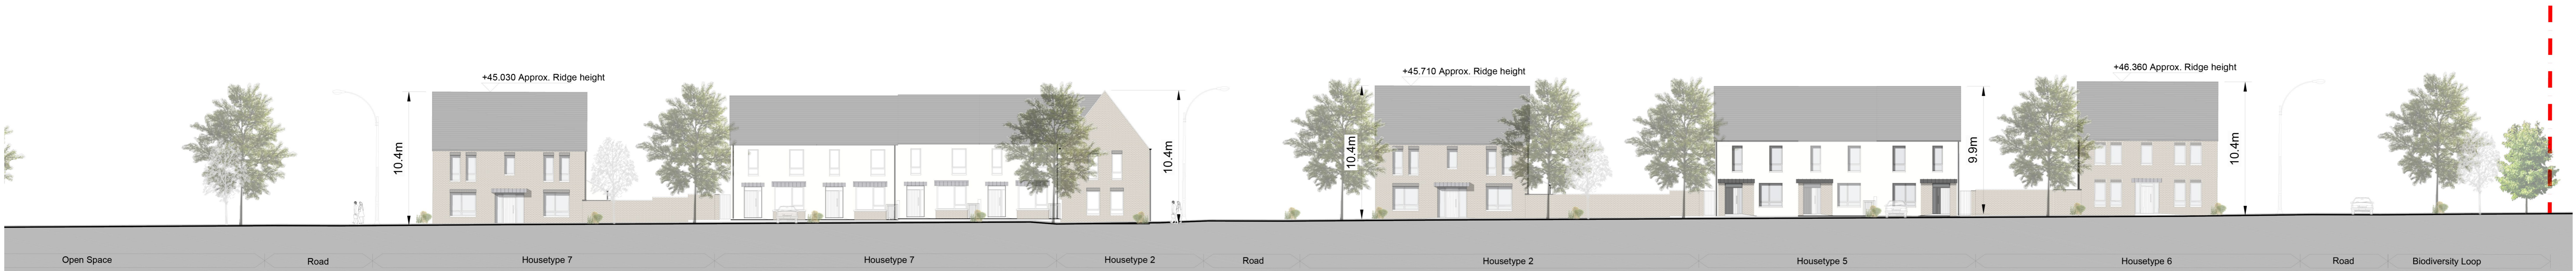 +45.030 Approx. Ridge height
+45.710 Approx. Ridge height
+46.360 Approx. Ridge height
10.4m
10.4m
10.4m
9.9m
10.4m
Open Space
Road
Housetype 7
Housetype 7
Housetype 2
Road
Housetype 2
Housetype 5
Housetype 6
Road
Biodiversity Loop